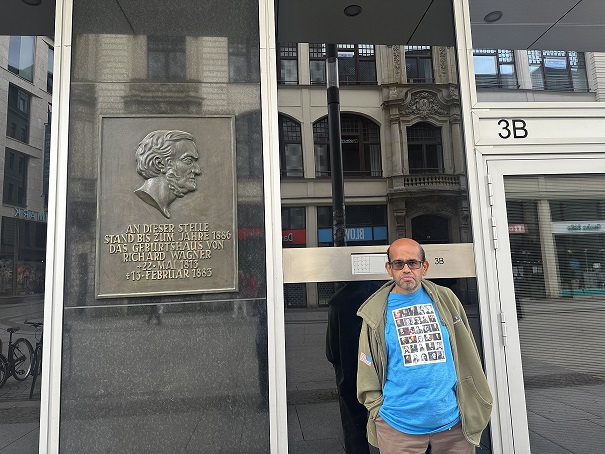 AN DIESER STELLE
STAND BIS ZUM JAHRE 1886
DAS GEBURTSHAUS VON
RICHARD WAGNER
*22·MAI 1813
†13·FEBRUAR 1883
3B
3B